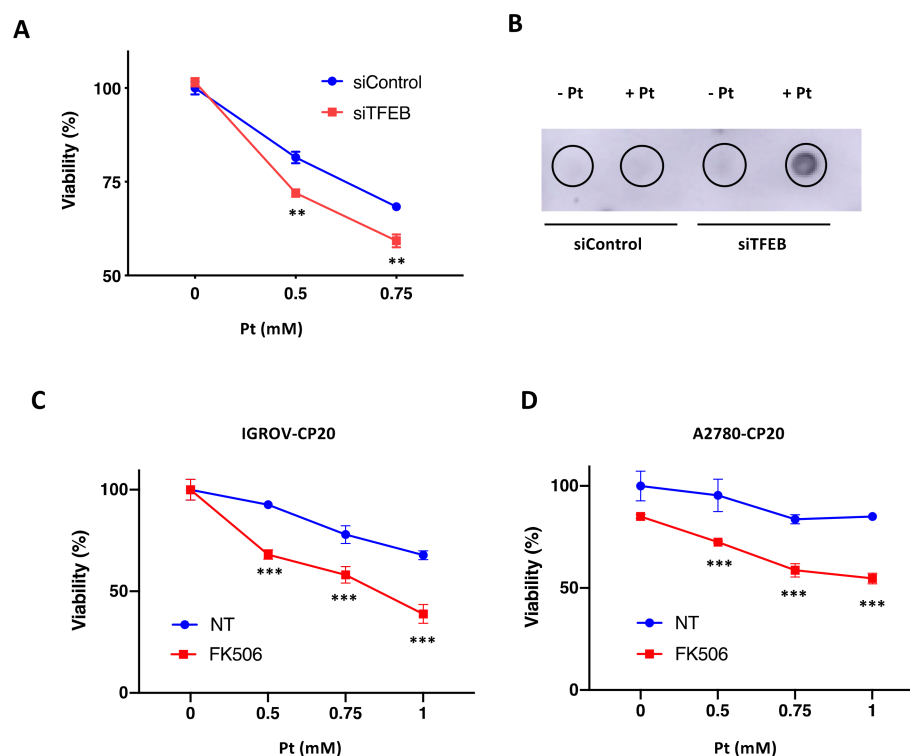 A
siControl
siTFEB
Viability (%)
100
75
50
**
**
0 0.5 0.75
Pt (mM)
B
- Pt + Pt - Pt + Pt
siControl siTFEB
C
IGROV-CP20
Viability (%)
100
50
0
***
***
***
NT
FK506
0 0.5 0.75 1
Pt (mM)
D
A2780-CP20
Viability (%)
100
50
0
***
***
***
NT
FK506
0 0.5 0.75 1
Pt (mM)